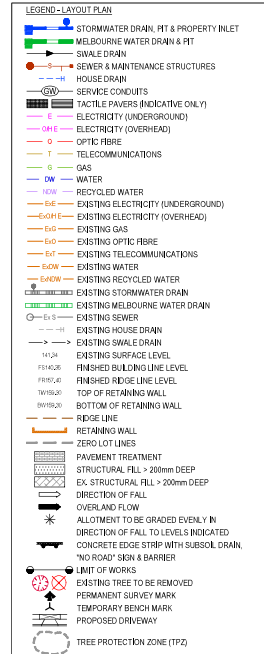 LEGEND - LAYOUT PLAN
STORMWATER DRAIN, PIT & PROPERTY INLET
MELBOURNE WATER DRAIN & PIT
SWALE DRAIN
S SEWER & MAINTENANCE STRUCTURES
H HOUSE DRAIN
GW SERVICE CONDUITS
TACTILE PAVERS (INDICATIVE ONLY)
E ELECTRICITY (UNDERGROUND)
O/H E ELECTRICITY (OVERHEAD)
O OPTIC FIBRE
T TELECOMMUNICATIONS
G GAS
DW WATER
NDW RECYCLED WATER
ExE EXISTING ELECTRICITY (UNDERGROUND)
ExO/H E EXISTING ELECTRICITY (OVERHEAD)
ExG EXISTING GAS
ExO EXISTING OPTIC FIBRE
ExT EXISTING TELECOMMUNICATIONS
ExDW EXISTING WATER
ExNDW EXISTING RECYCLED WATER
EXISTING STORMWATER DRAIN
EXISTING MELBOURNE WATER DRAIN
Ex S EXISTING SEWER
H EXISTING HOUSE DRAIN
EXISTING SWALE DRAIN
141.34 EXISTING SURFACE LEVEL
FS140.35 FINISHED BUILDING LINE LEVEL
FR157.40 FINISHED RIDGE LINE LEVEL
TW159.30 TOP OF RETAINING WALL
BW159.30 BOTTOM OF RETAINING WALL
RIDGE LINE
RETAINING WALL
ZERO LOT LINES
PAVEMENT TREATMENT
STRUCTURAL FILL > 200mm DEEP
EX. STRUCTURAL FILL > 200mm DEEP
DIRECTION OF FALL
OVERLAND FLOW
ALLOTMENT TO BE GRADED EVENLY IN
DIRECTION OF FALL TO LEVELS INDICATED
CONCRETE EDGE STRIP WITH SUBSOIL DRAIN,
"NO ROAD" SIGN & BARRIER
LIMIT OF WORKS
EXISTING TREE TO BE REMOVED
PERMANENT SURVEY MARK
TEMPORARY BENCH MARK
PROPOSED DRIVEWAY
TREE PROTECTION ZONE (TPZ)